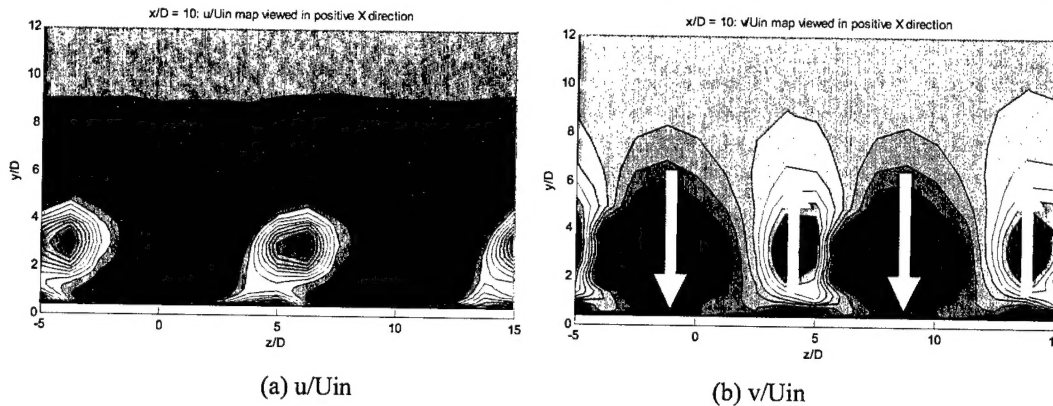 x/D = 10: u/Uin map viewed in positive X direction
12
10
8
6
4
2
0
y/D
-5
0
5
10
15
z/D
(a) u/Uin
x/D = 10: v/Uin map viewed in positive X direction
12
10
8
6
4
2
0
y/D
-5
0
5
10
z/D
(b) v/Uin